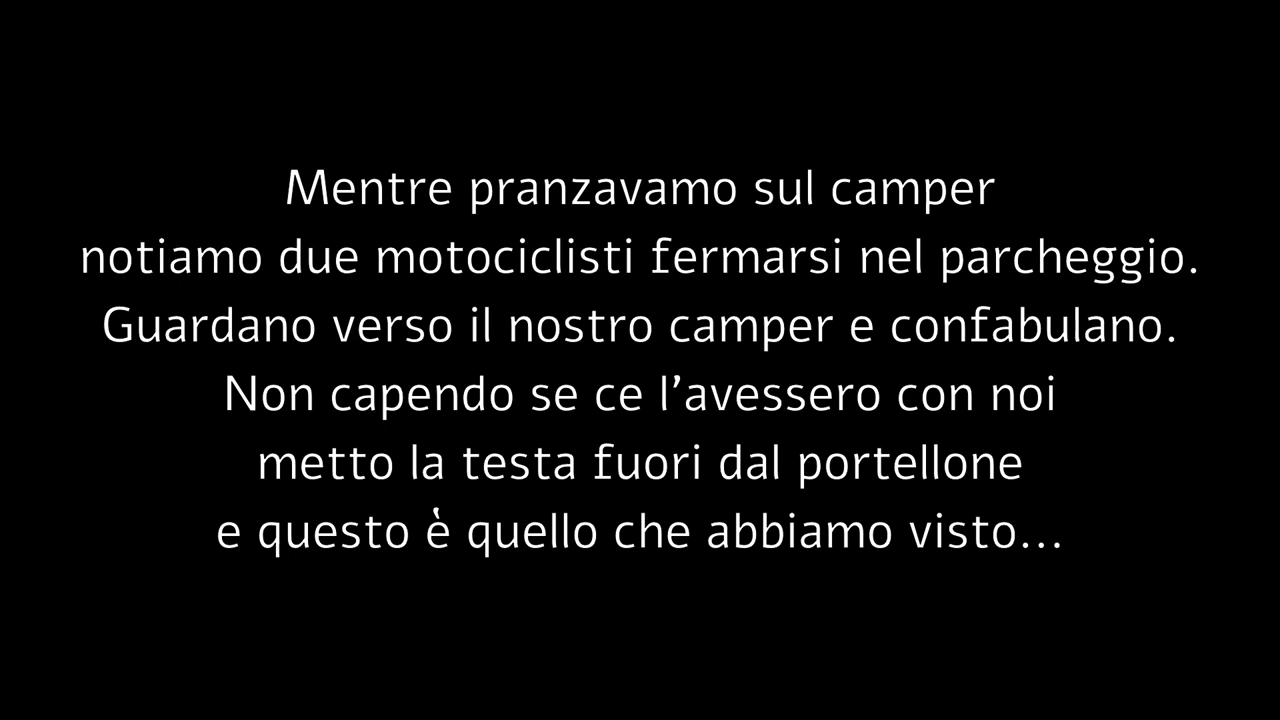 Mentre pranzavamo sul camper
notiamo due motociclisti fermarsi nel parcheggio.
Guardano verso il nostro camper e confabulano.
Non capendo se ce l’avessero con noi
metto la testa fuori dal portellone
e questo è quello che abbiamo visto...